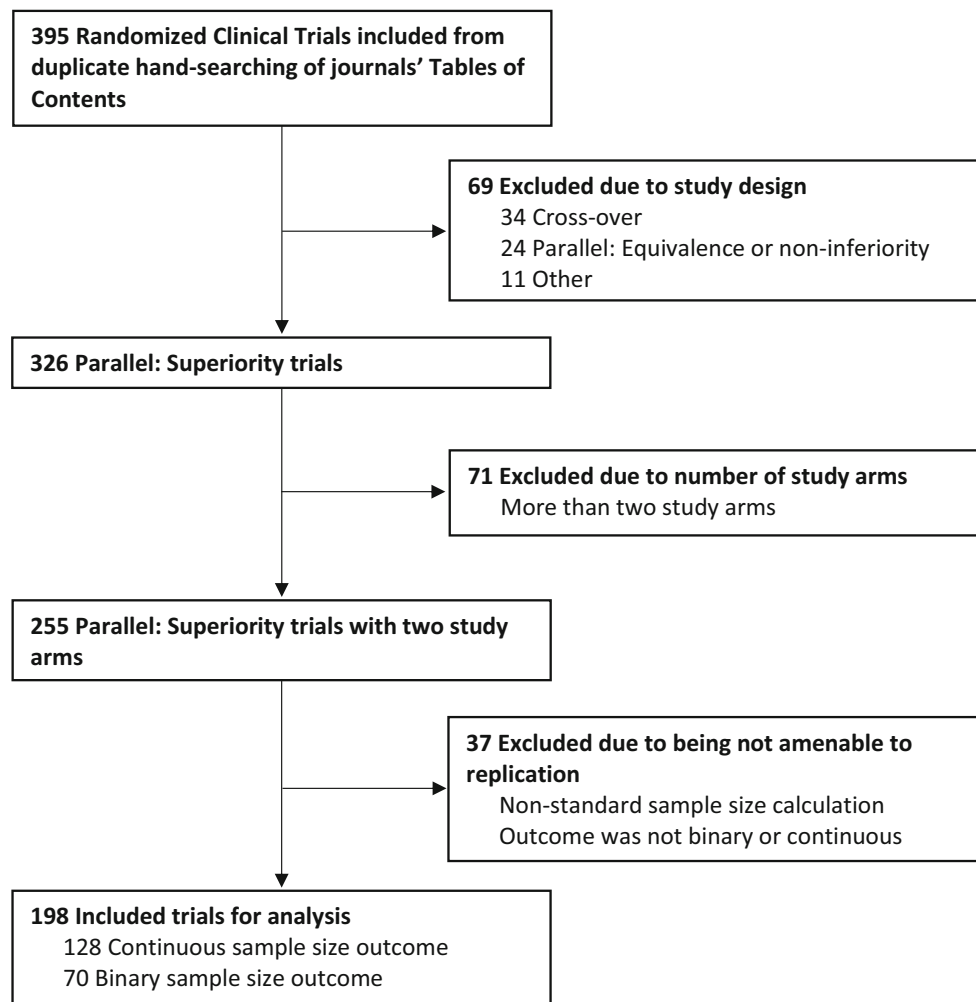 395 Randomized Clinical Trials included from
duplicate hand-searching of journals’ Tables of
Contents
69 Excluded due to study design
34 Cross-over
24 Parallel: Equivalence or non-inferiority
11 Other
326 Parallel: Superiority trials
71 Excluded due to number of study arms
More than two study arms
255 Parallel: Superiority trials with two study
arms
37 Excluded due to being not amenable to
replication
Non-standard sample size calculation
Outcome was not binary or continuous
198 Included trials for analysis
128 Continuous sample size outcome
70 Binary sample size outcome